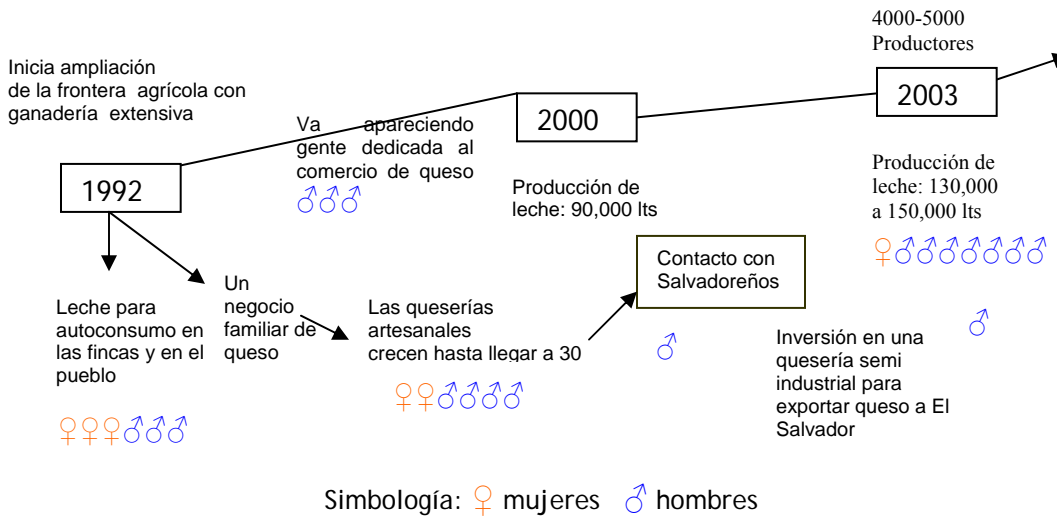 4000-5000
Productores
Inicia ampliación
de la frontera agrícola con
ganadería extensiva
2003
2000
Va apareciendo
gente dedicada al
comercio de queso
♂♂♂
1992
Producción de
leche: 90,000 lts
Producción de
leche: 130,000
a 150,000 lts
♀♂♂♂♂♂♂♂
Contacto con
Salvadoreños
♂
Un
negocio
familiar de
queso
Leche para
autoconsumo en
las fincas y en el
pueblo
♀♀♀♂♂♂
Las queserías
artesanales
crecen hasta llegar a 30
♀♀♂♂♂♂
♂
Inversión en una
quesería semi
industrial para
exportar queso a El
Salvador
Simbología: ♀ mujeres ♂ hombres